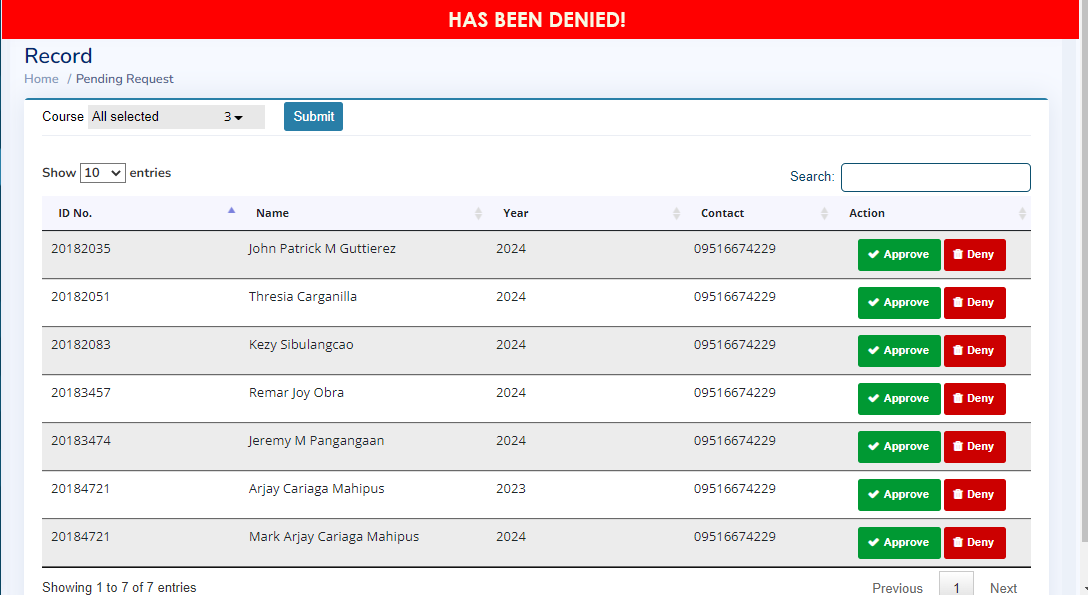 HAS BEEN DENIED!
Record
Home / Pending Request
Course All selected 3 Submit
Show 10 entries Search:
ID No. Name Year Contact Action
20182035 John Patrick M Guttierez 2024 09516674229 Approve Deny
20182051 Thresia Carganilla 2024 09516674229 Approve Deny
20182083 Kezy Sibulangcao 2024 09516674229 Approve Deny
20183457 Remar Joy Obra 2024 09516674229 Approve Deny
20183474 Jeremy M Pangangaan 2024 09516674229 Approve Deny
20184721 Arjay Cariaga Mahipus 2023 09516674229 Approve Deny
20184721 Mark Arjay Cariaga Mahipus 2024 09516674229 Approve Deny
Showing 1 to 7 of 7 entries Previous 1 Next